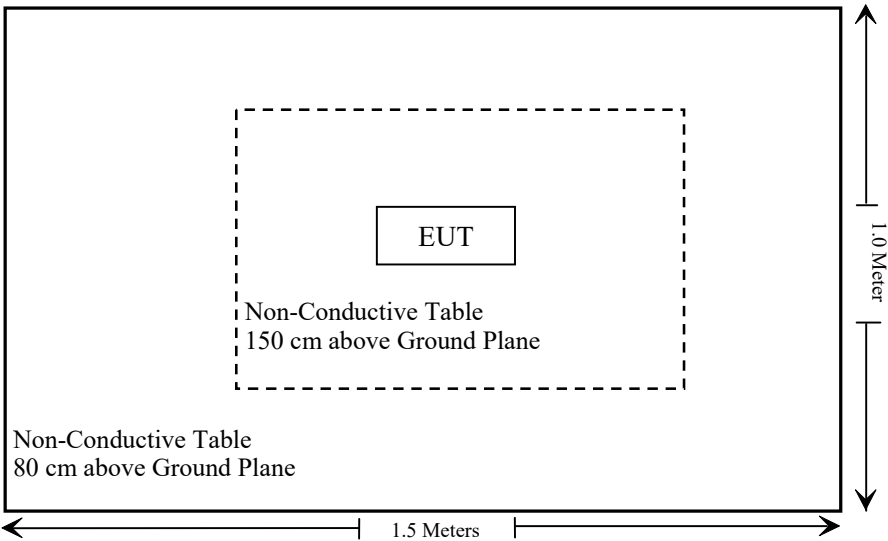 EUT
Non-Conductive Table
150 cm above Ground Plane
Non-Conductive Table
80 cm above Ground Plane
1.0 Meter
1.5 Meters